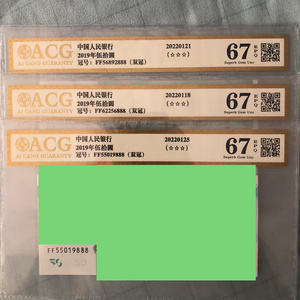 ACG
AI CANG GUARANTY
中国人民银行
2019年伍拾圆
冠号：FF56892888（双冠）
20220121
(☆☆☆)
67 EPQ
Superb Gem Unc
ACG
AI CANG GUARANTY
中国人民银行
2019年伍拾圆
冠号：FF62256888（双冠）
20220118
(☆☆☆)
67 EPQ
Superb Gem Unc
ACG
AI CANG GUARANTY
中国人民银行
2019年伍拾圆
冠号：FF55019888（双冠）
20220125
(☆☆☆)
67 EPQ
Superb Gem Unc
FF55019888
50